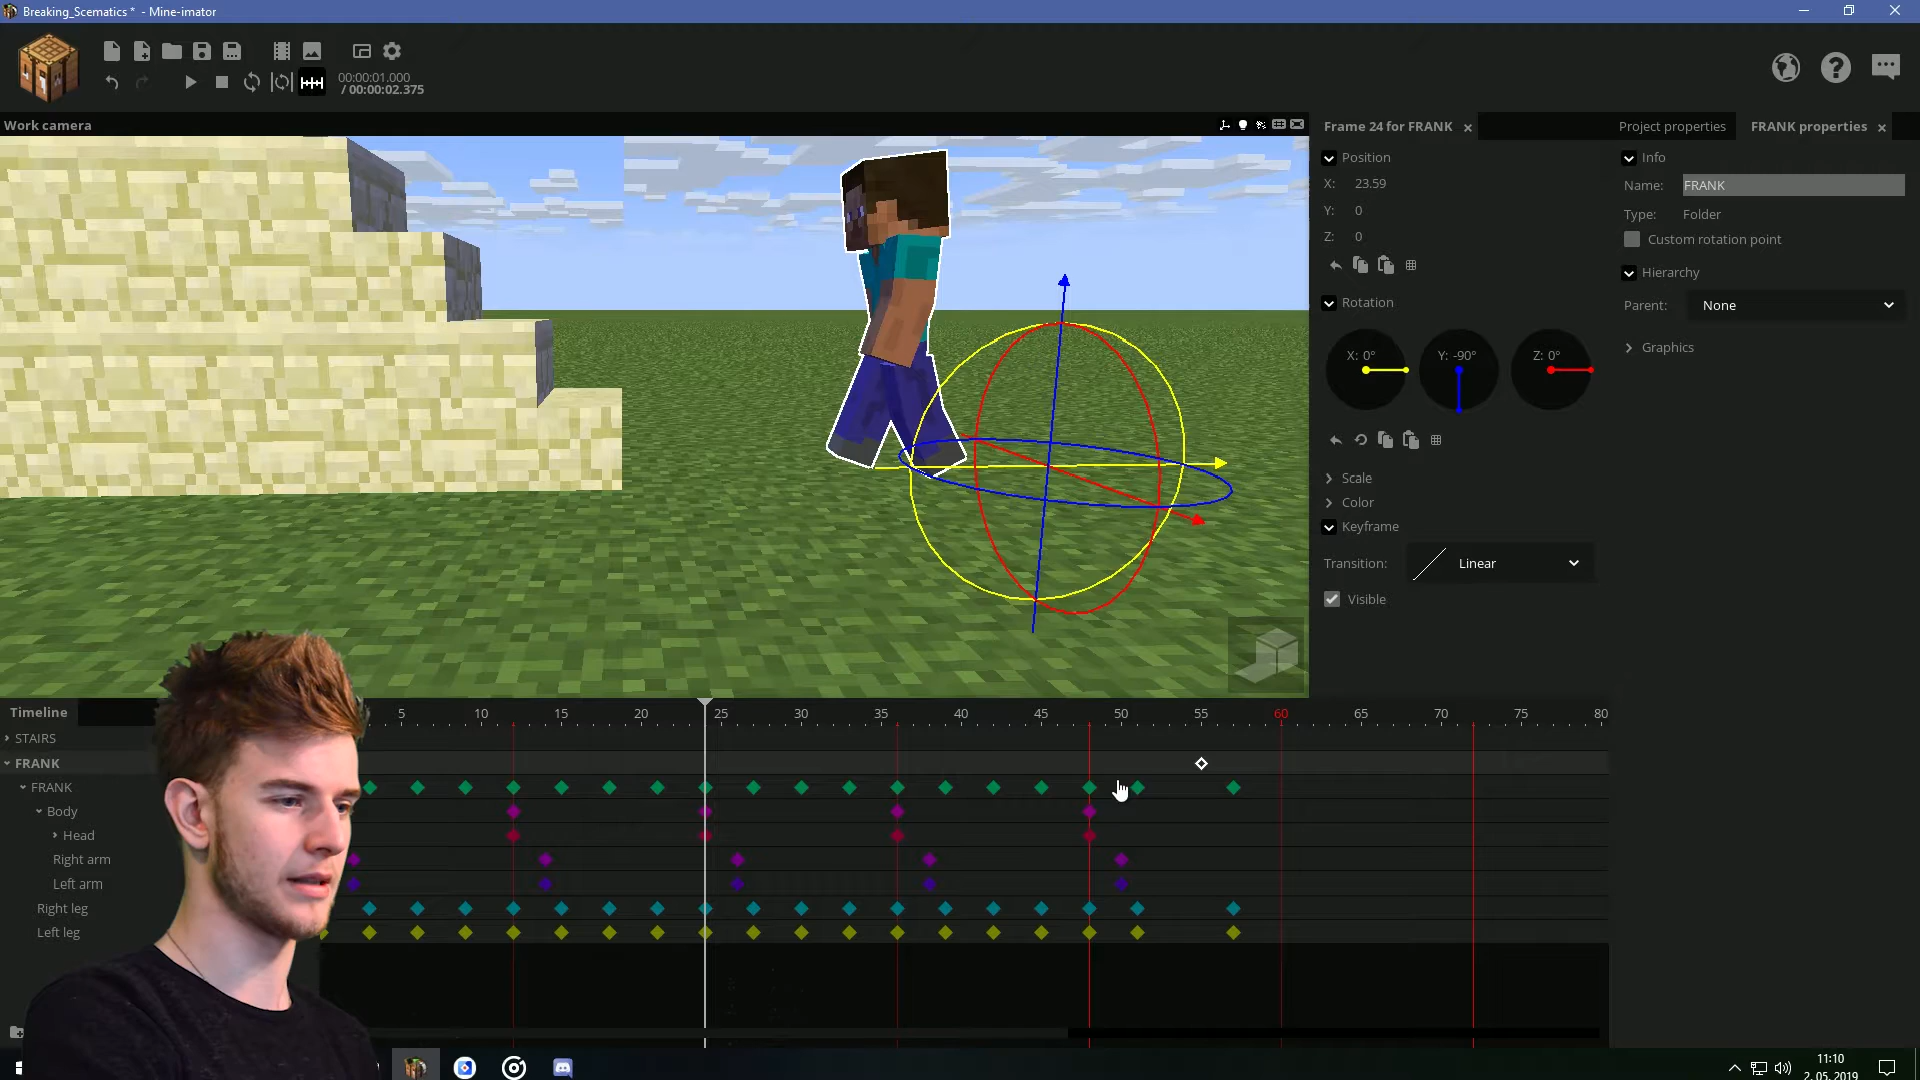 Breaking_Scematics * - Mine-imator
00:00:01.000
/ 00:00:02.375
Work camera
Frame 24 for FRANK
Project properties
FRANK properties
Position
X: 23.59
Y: 0
Z: 0
Rotation
X: 0°
Y: -90°
Z: 0°
Scale
Color
Keyframe
Transition:
Linear
Visible
Info
Name:
FRANK
Type:
Folder
Custom rotation point
Hierarchy
Parent:
None
Graphics
Timeline
5 10 15 20 25 30 35 40 45 50 55 60 65 70 75 80
STAIRS
FRANK
FRANK
Body
Head
Right arm
Left arm
Right leg
Left leg
11:10
2. 05. 2019